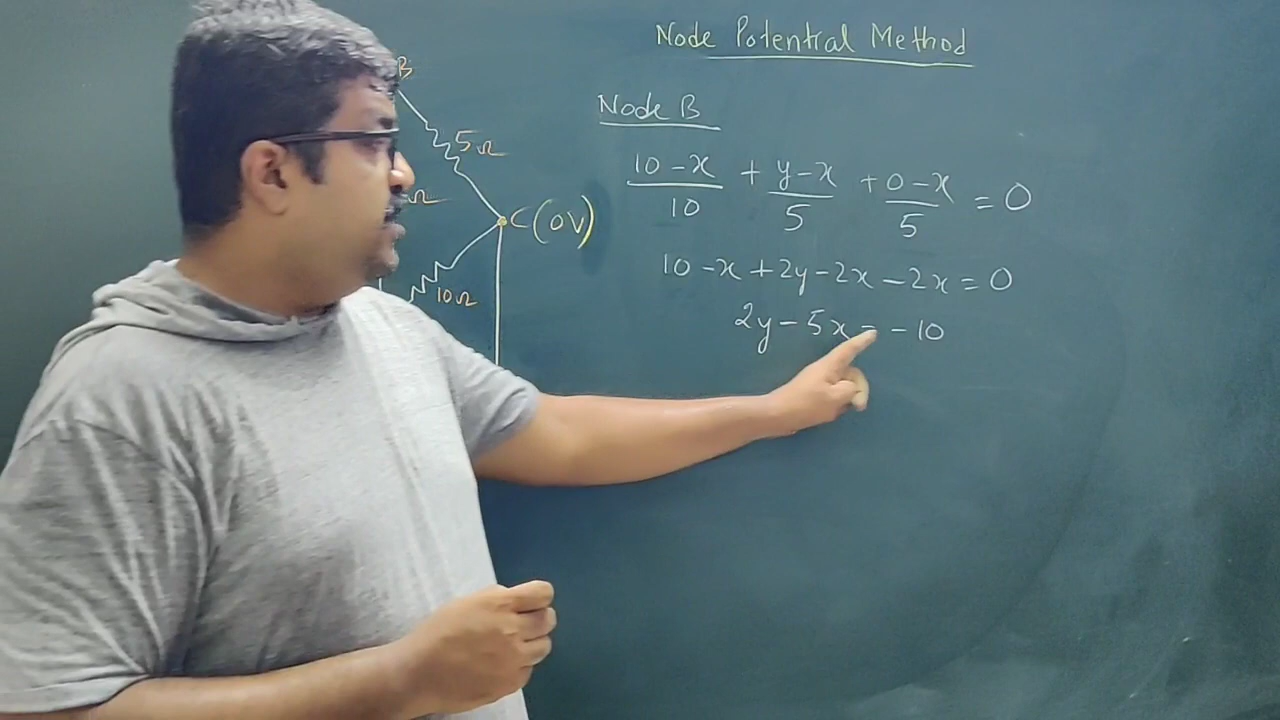 Node Potential Method
B
5Ω
Ω
C (0V)
10Ω
Node B
10-x/10 + y-x/5 + 0-x/5 = 0
10 - x + 2y - 2x - 2x = 0
2y - 5x = -10